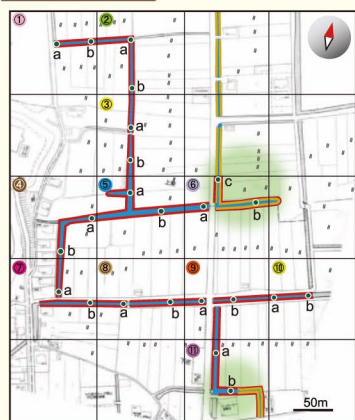 ① ②
a b a
b
③
a
b
④ ⑤ ⑥ c
a
a b a b
b
⑦ ⑧ ⑨ ⑩
a
b a b a b a b
⑪
a
b
50m